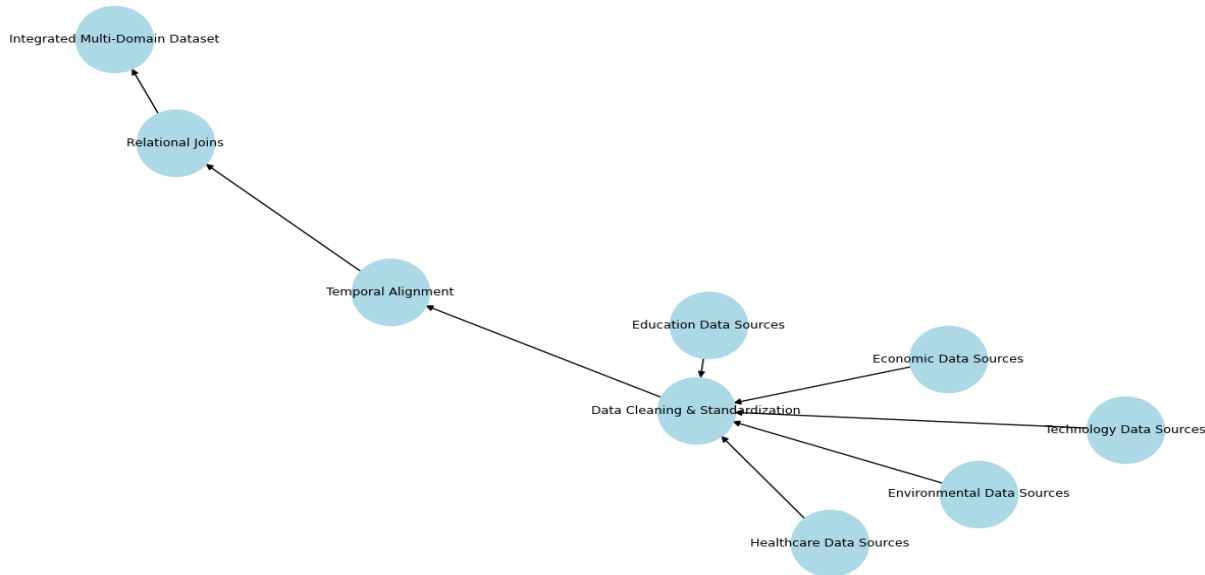 Integrated Multi-Domain Dataset
Relational Joins
Temporal Alignment
Education Data Sources
Economic Data Sources
Data Cleaning & Standardization
Technology Data Sources
Environmental Data Sources
Healthcare Data Sources